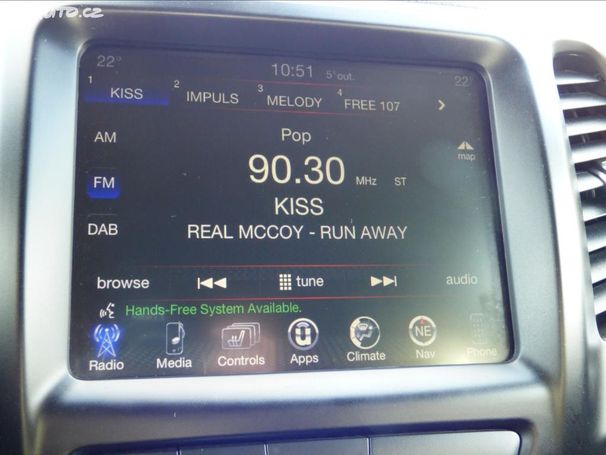 22°
10:51 5°out.
22°
1 KISS
2 IMPULS
3 MELODY
4 FREE 107
AM
Pop
map
90.30 MHz ST
FM
KISS
DAB
REAL MCCOY - RUN AWAY
browse
tune
audio
Hands-Free System Available.
Radio
Media
Controls
Apps
Climate
NE
Nav
Phone